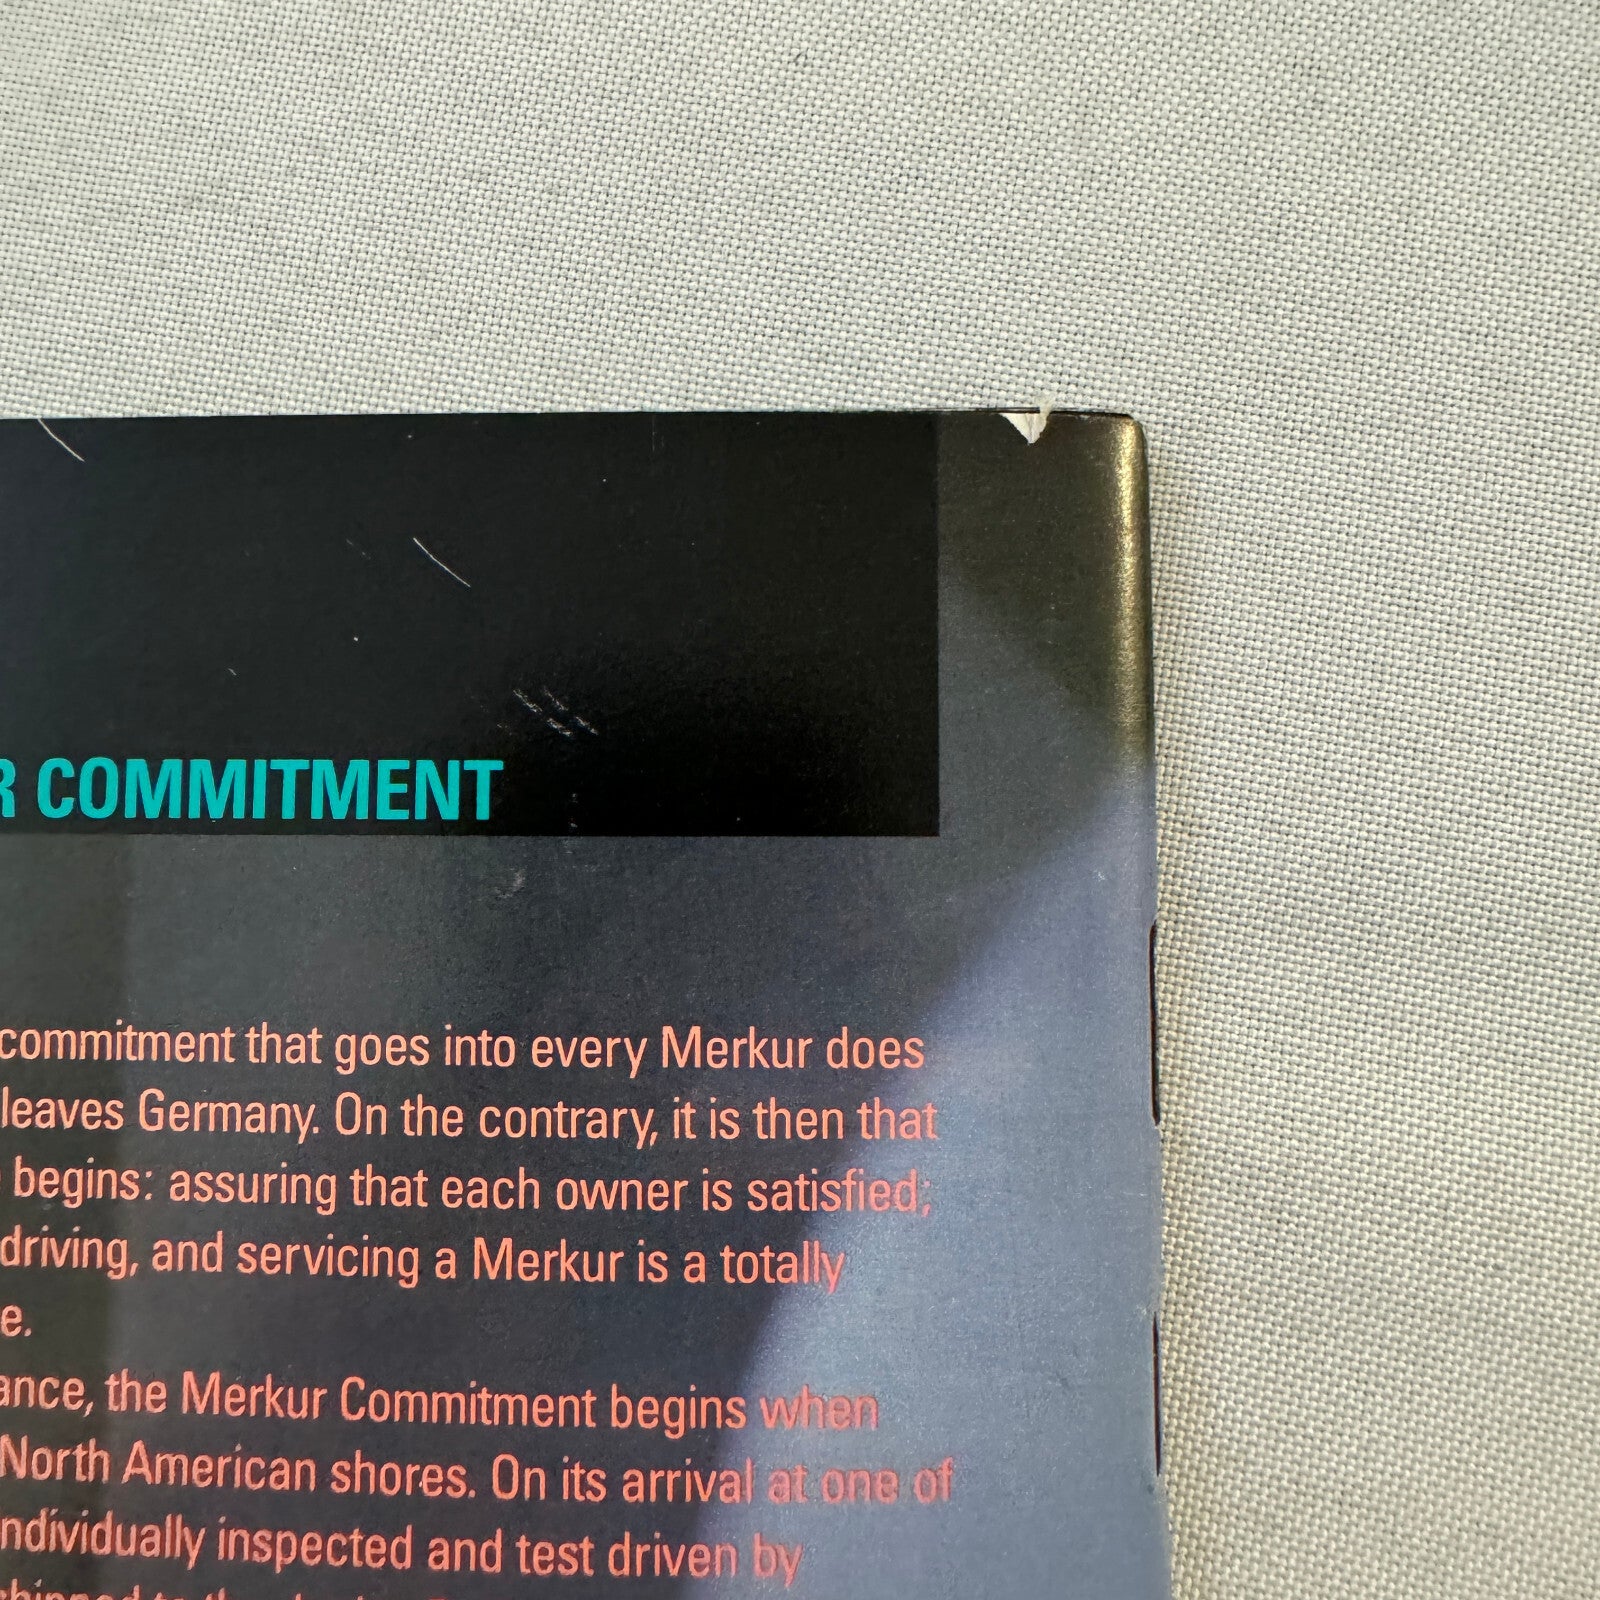 R COMMITMENT
commitment that goes into every Merkur does
leaves Germany. On the contrary, it is then that
begins: assuring that each owner is satisfied;
driving, and servicing a Merkur is a totally
e.
ance, the Merkur Commitment begins when
North American shores. On its arrival at one of
ndividually inspected and test driven by